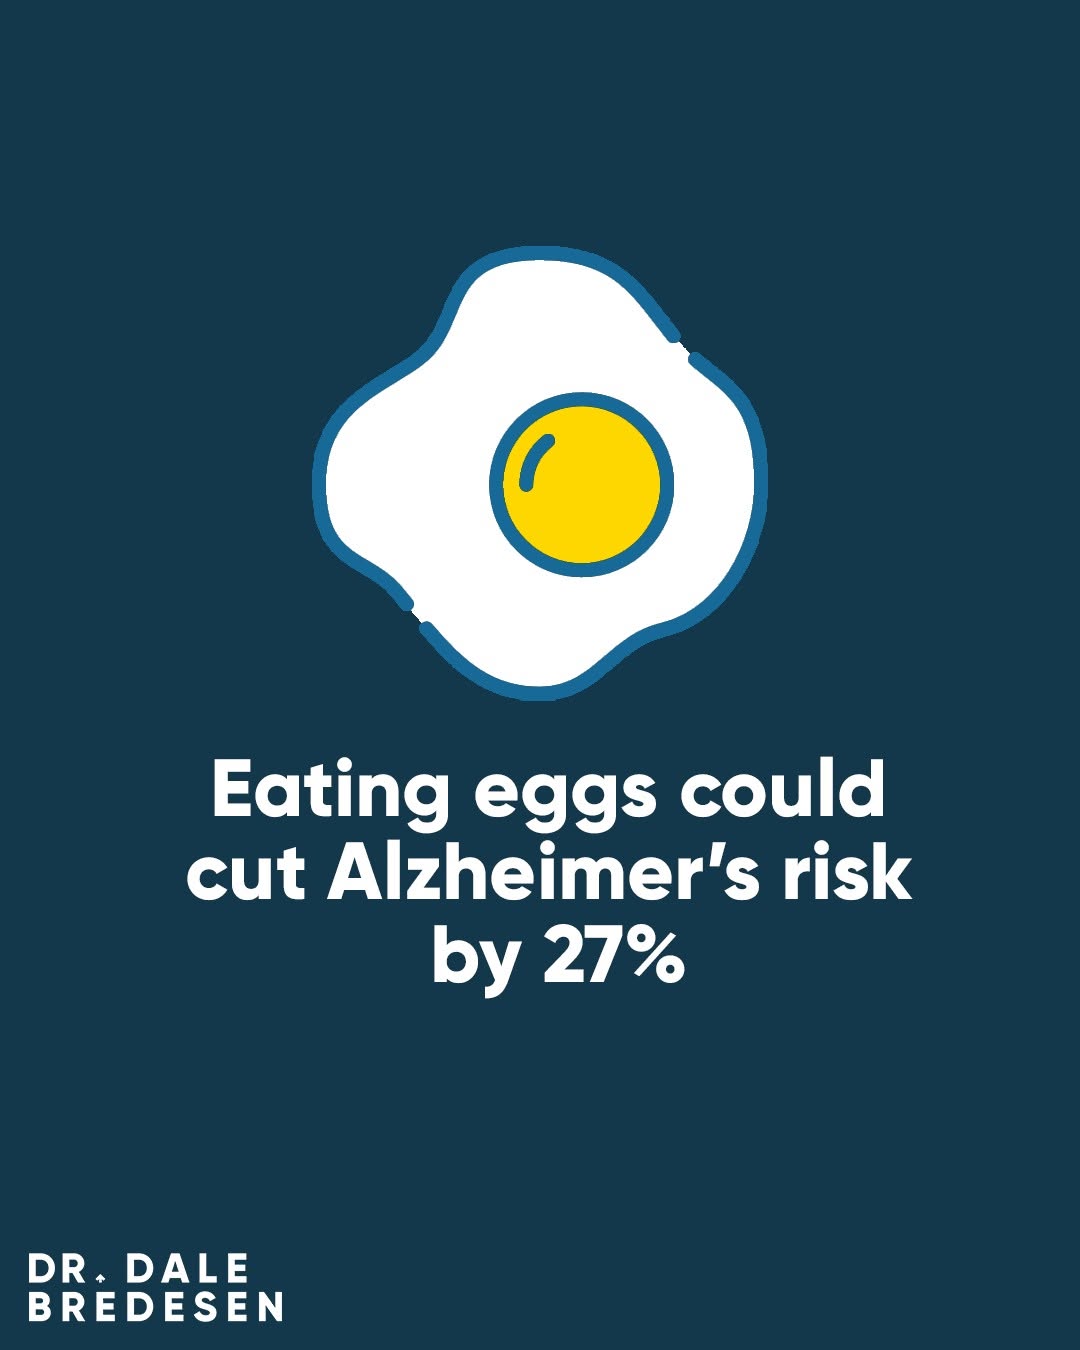 Eating eggs could
cut Alzheimer’s risk
by 27%
DR. DALE
BREDESEN